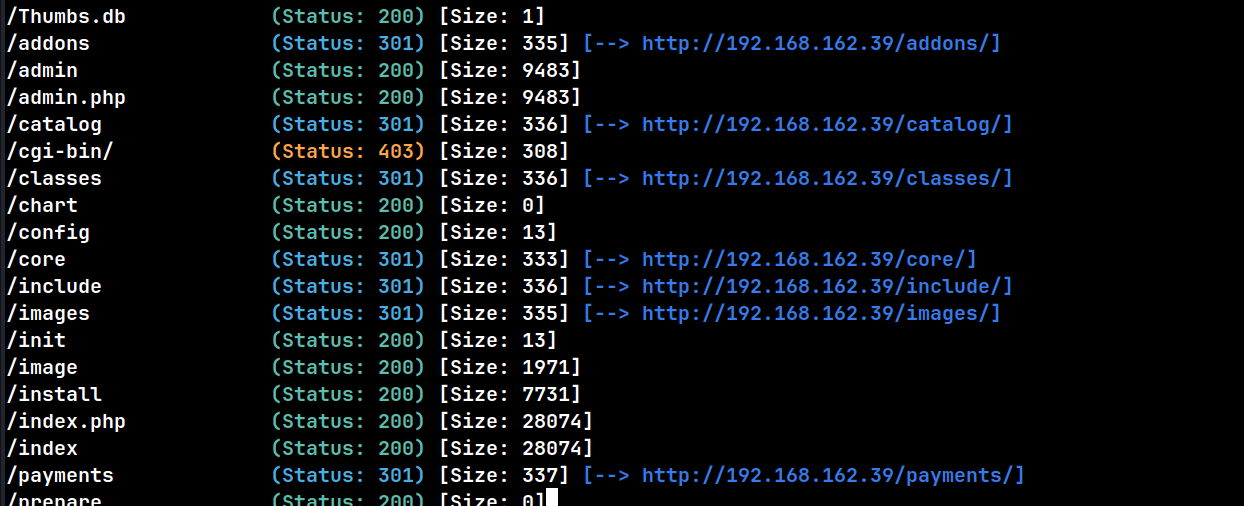 /Thumbs.db (Status: 200) [Size: 1]
/addons (Status: 301) [Size: 335] [--> http://192.168.162.39/addons/]
/admin (Status: 200) [Size: 9483]
/admin.php (Status: 200) [Size: 9483]
/catalog (Status: 301) [Size: 336] [--> http://192.168.162.39/catalog/]
/cgi-bin/ (Status: 403) [Size: 308]
/classes (Status: 301) [Size: 336] [--> http://192.168.162.39/classes/]
/chart (Status: 200) [Size: 0]
/config (Status: 200) [Size: 13]
/core (Status: 301) [Size: 333] [--> http://192.168.162.39/core/]
/include (Status: 301) [Size: 336] [--> http://192.168.162.39/include/]
/images (Status: 301) [Size: 335] [--> http://192.168.162.39/images/]
/init (Status: 200) [Size: 13]
/image (Status: 200) [Size: 1971]
/install (Status: 200) [Size: 7731]
/index.php (Status: 200) [Size: 28074]
/index (Status: 200) [Size: 28074]
/payments (Status: 301) [Size: 337] [--> http://192.168.162.39/payments/]
/prepare (Status: 200) [Size: 0]